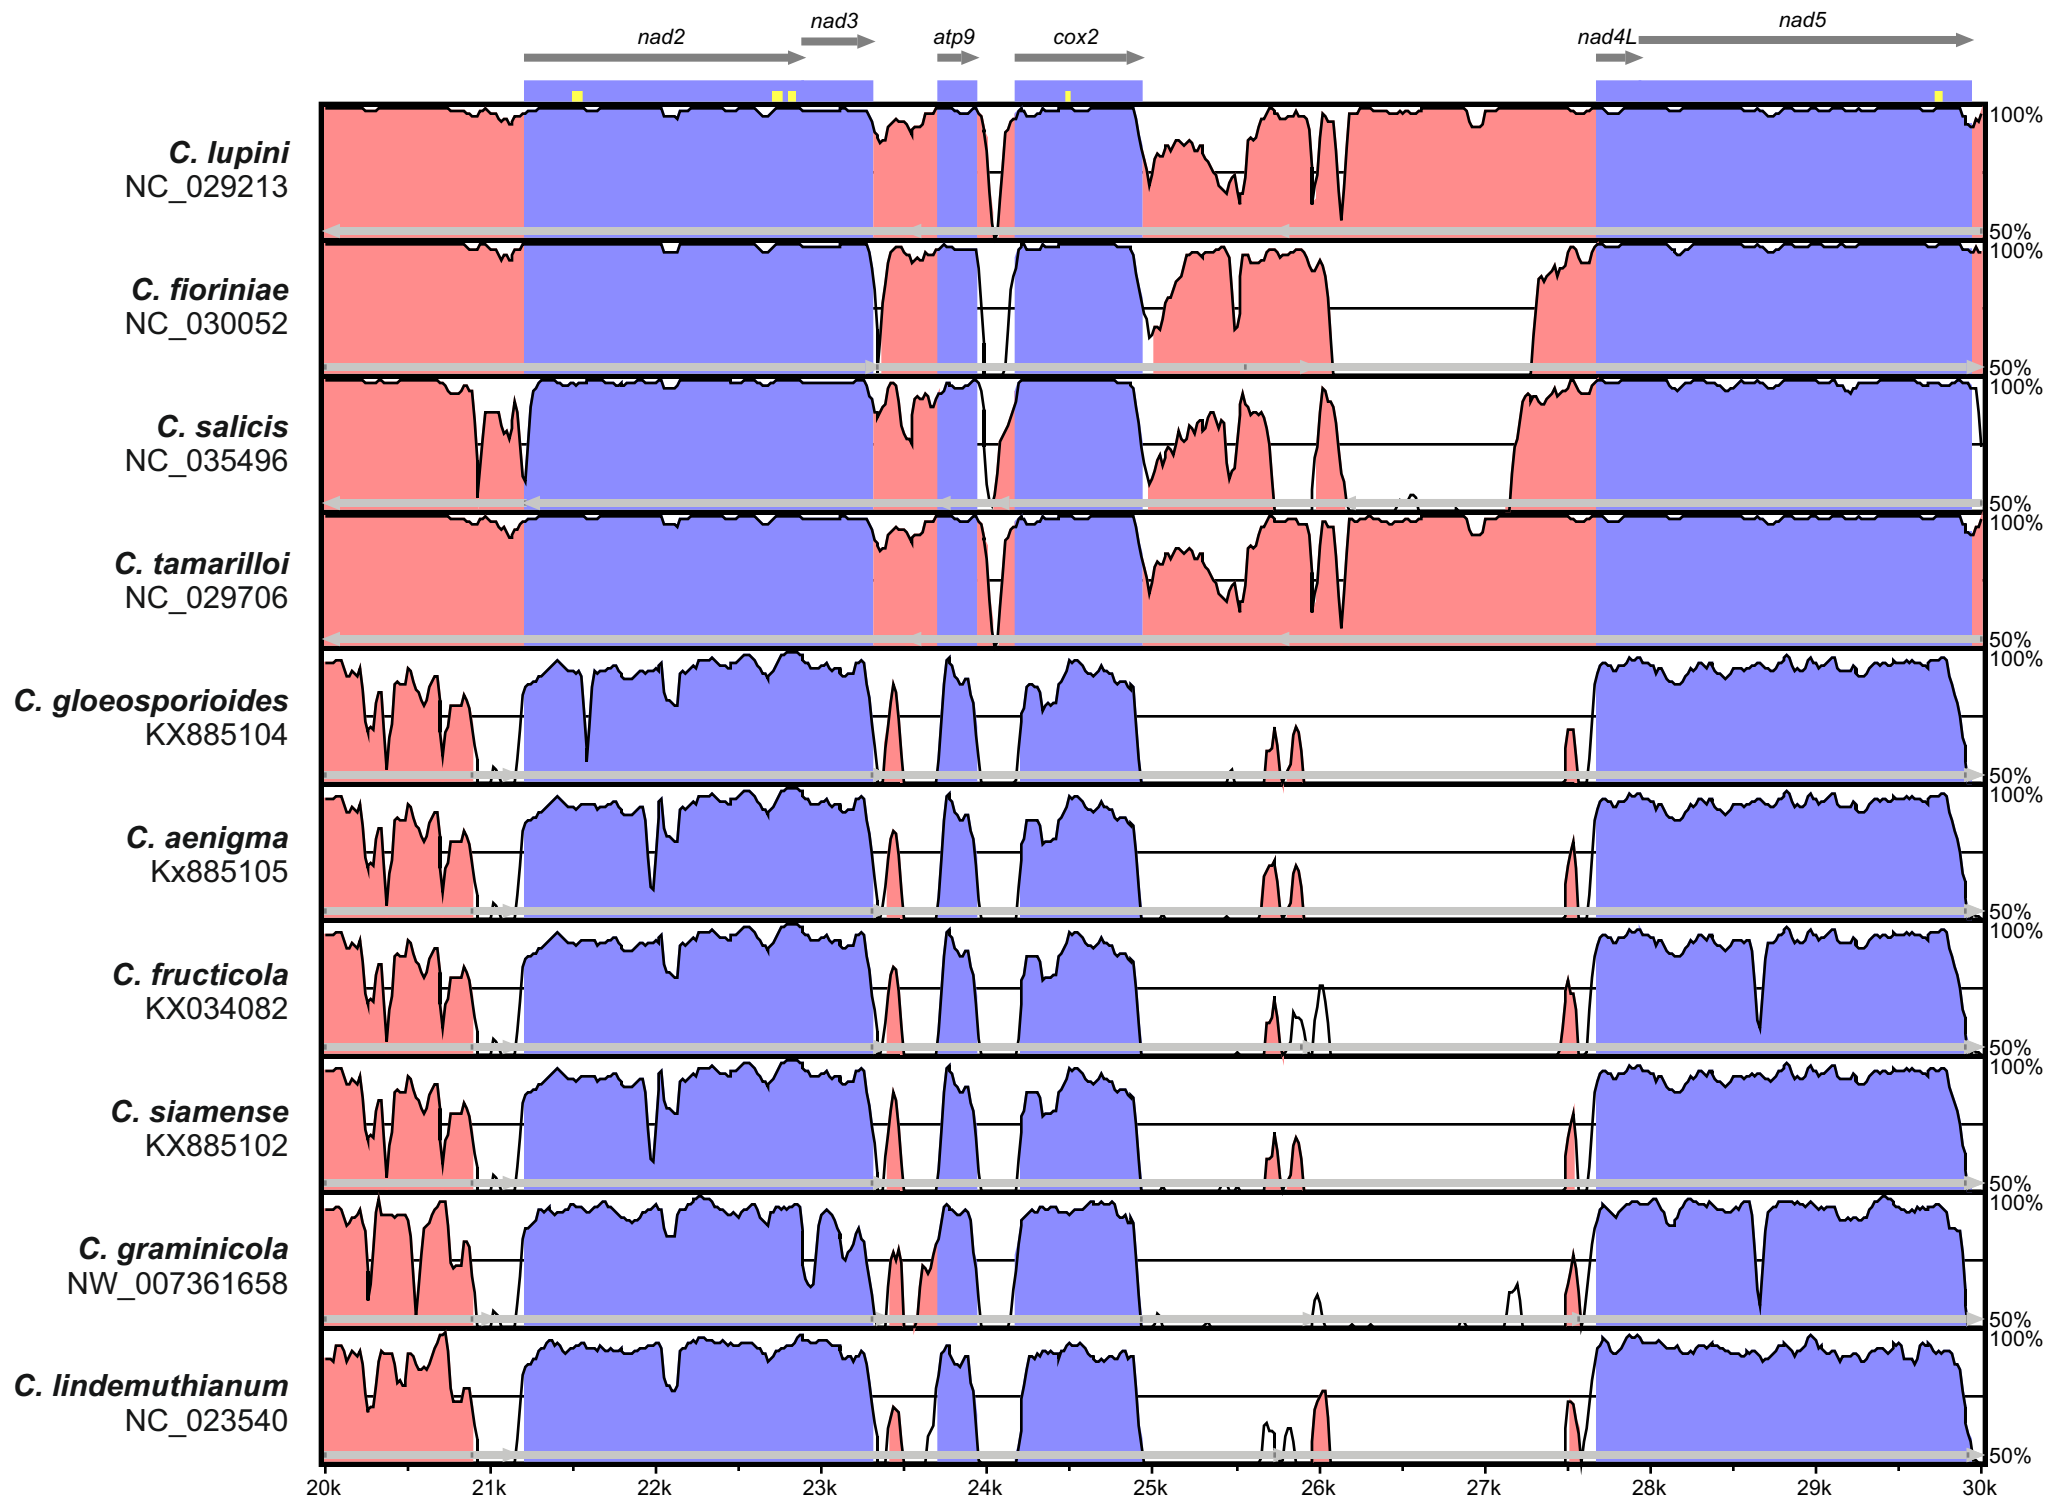 nad2
nad3
atp9
cox2
nad4L
nad5
C. lupini
NC_029213
100%
50%
C. fioriniae
NC_030052
100%
50%
C. salicis
NC_035496
100%
50%
C. tamarilloi
NC_029706
100%
50%
C. gloeosporioides
KX885104
100%
50%
C. aenigma
Kx885105
100%
50%
C. fructicola
KX034082
100%
50%
C. siamense
KX885102
100%
50%
C. graminicola
NW_007361658
100%
50%
C. lindemuthianum
NC_023540
100%
50%
20k 21k 22k 23k 24k 25k 26k 27k 28k 29k 30k